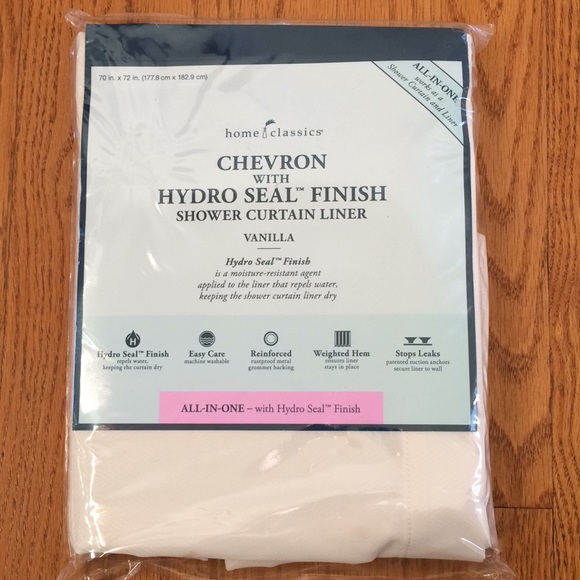 70 in. x 72 in. (177.8 cm x 182.9 cm)
ALL-IN-ONE
works as a
Shower Curtain and Liner
home classics®
CHEVRON
WITH
HYDRO SEAL™ FINISH
SHOWER CURTAIN LINER
VANILLA
Hydro Seal™ Finish
is a moisture-resistant agent
applied to the liner that repels water,
keeping the shower curtain liner dry
H
Hydro Seal™ Finish
repels water,
keeping the curtain dry
Easy Care
machine washable
Reinforced
rustproof metal
grommet backing
Weighted Hem
ensures liner
stays in place
Stops Leaks
patented suction anchors
secure liner to wall
ALL-IN-ONE – with Hydro Seal™ Finish